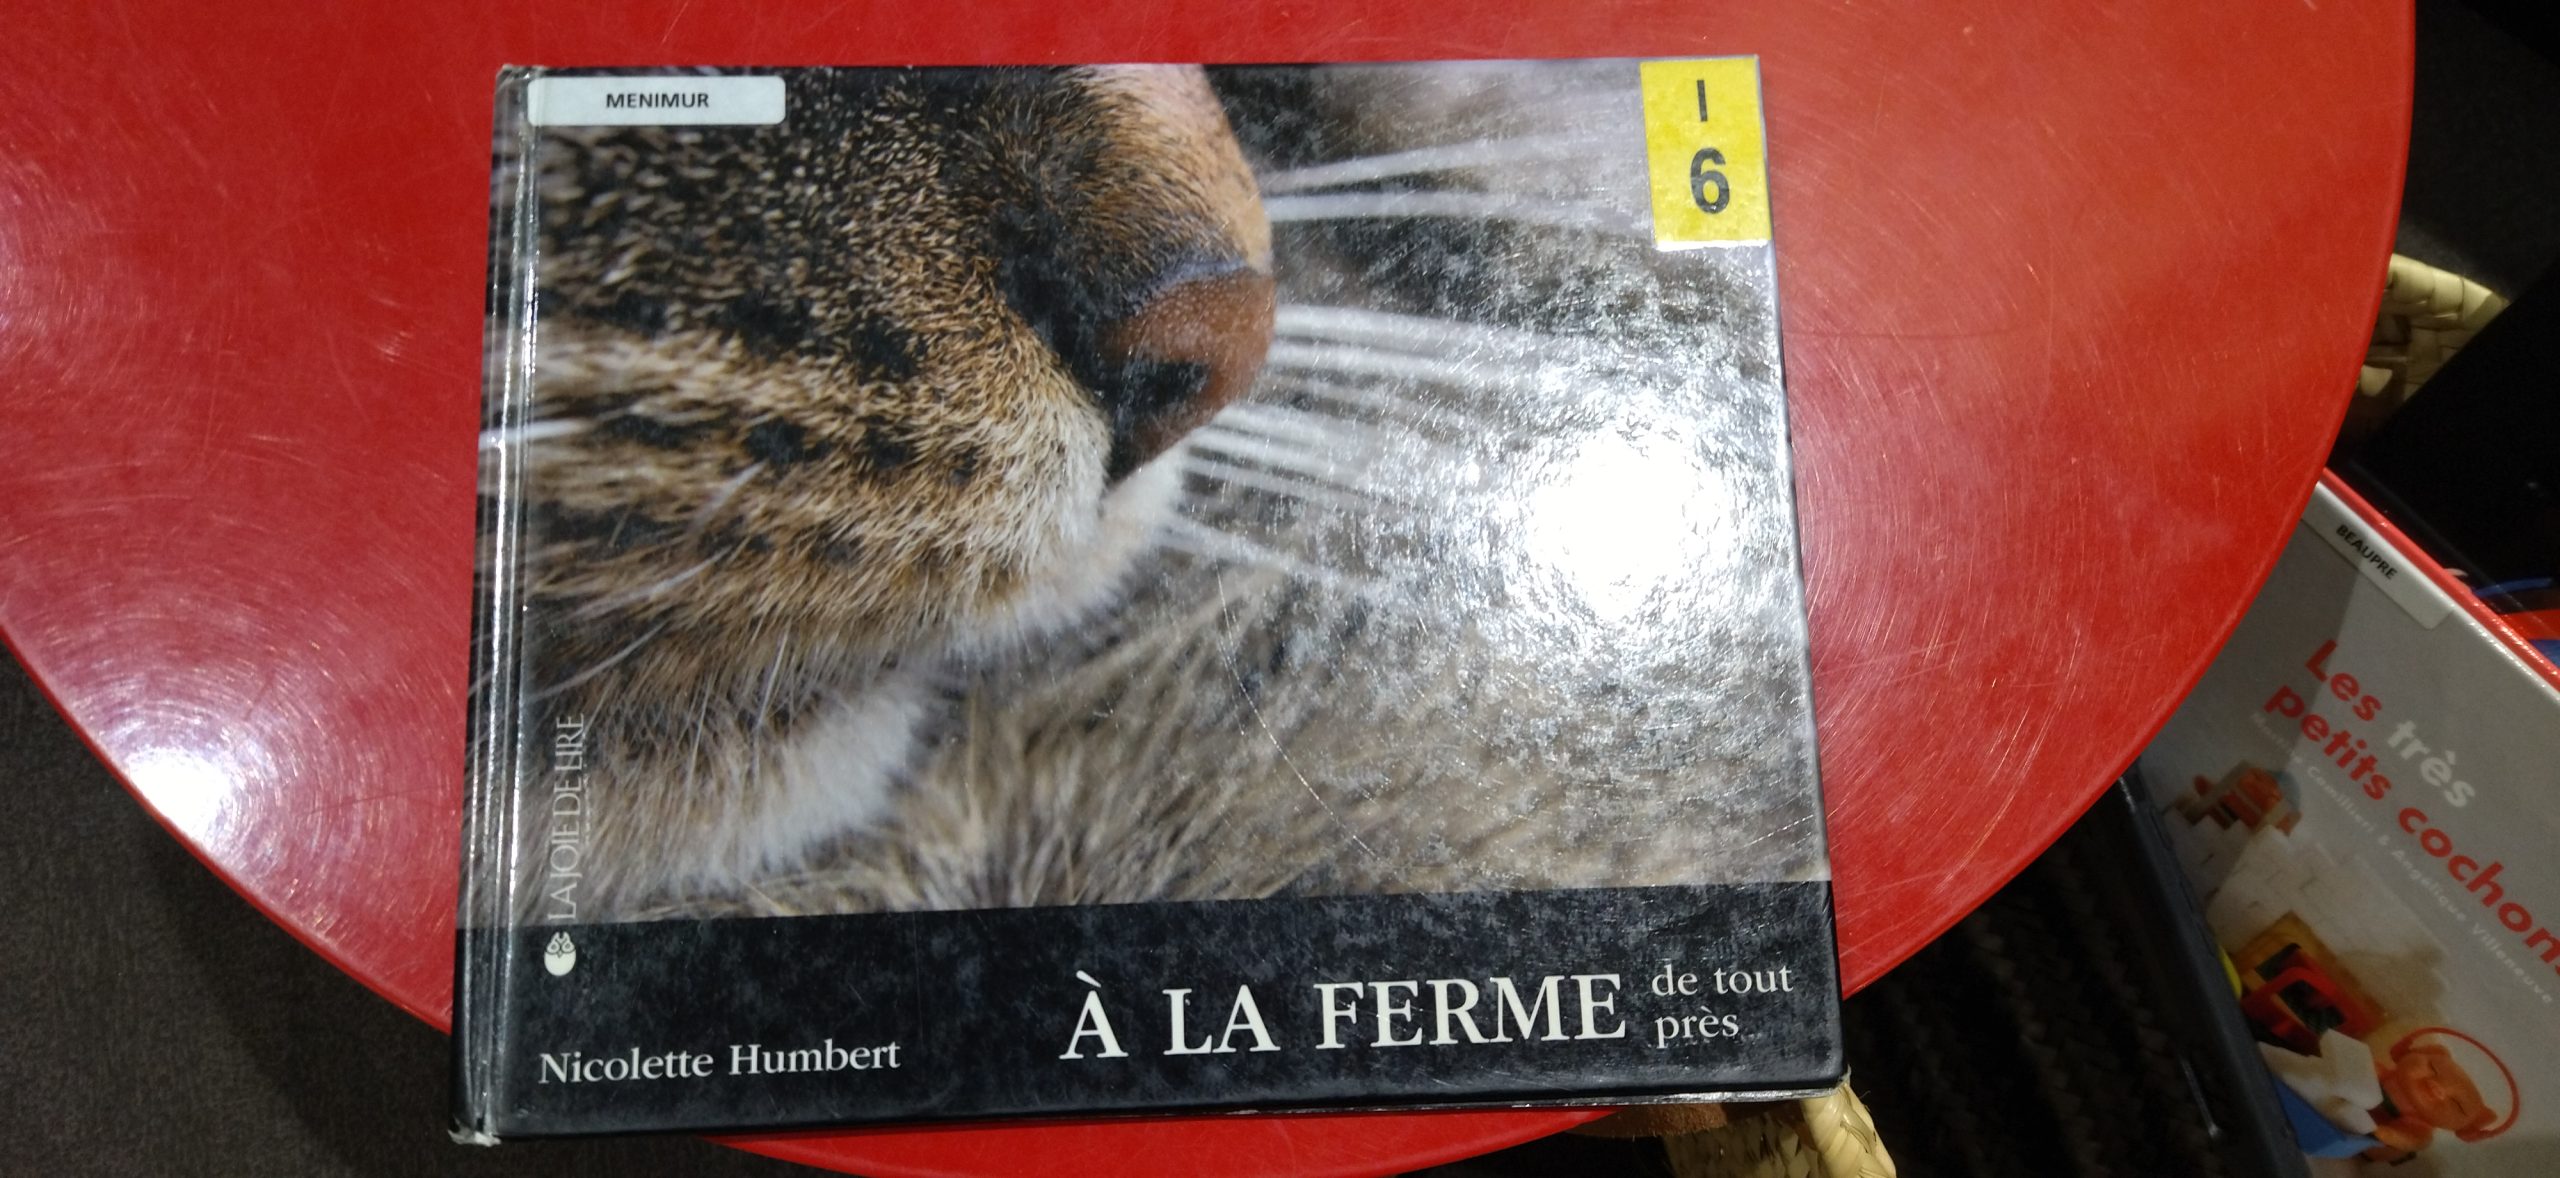 MENIMUR
I
6
LA JOIE DE LIRE
Nicolette Humbert
À LA FERME de tout
près...
BEAUPRE
Les très
petits cochons